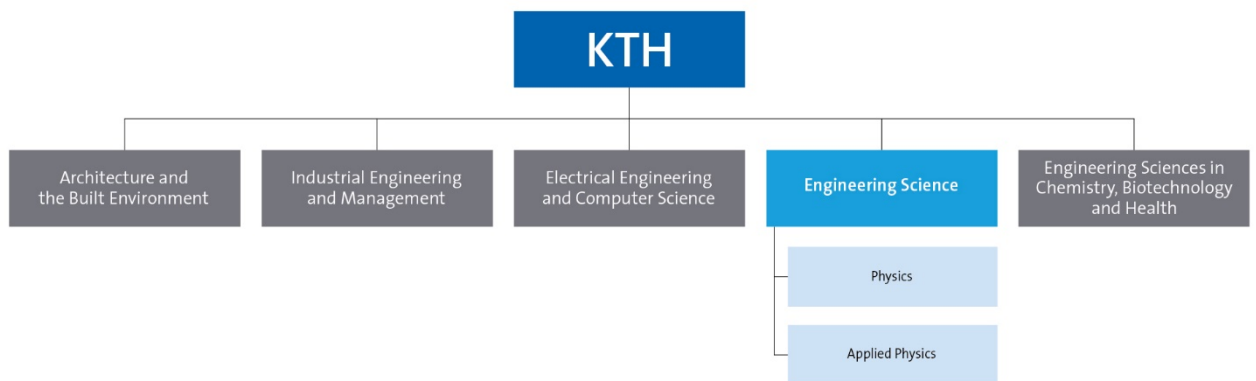 KTH
Architecture and
the Built Environment
Industrial Engineering
and Management
Electrical Engineering
and Computer Science
Engineering Science
Engineering Sciences in
Chemistry, Biotechnology
and Health
Physics
Applied Physics